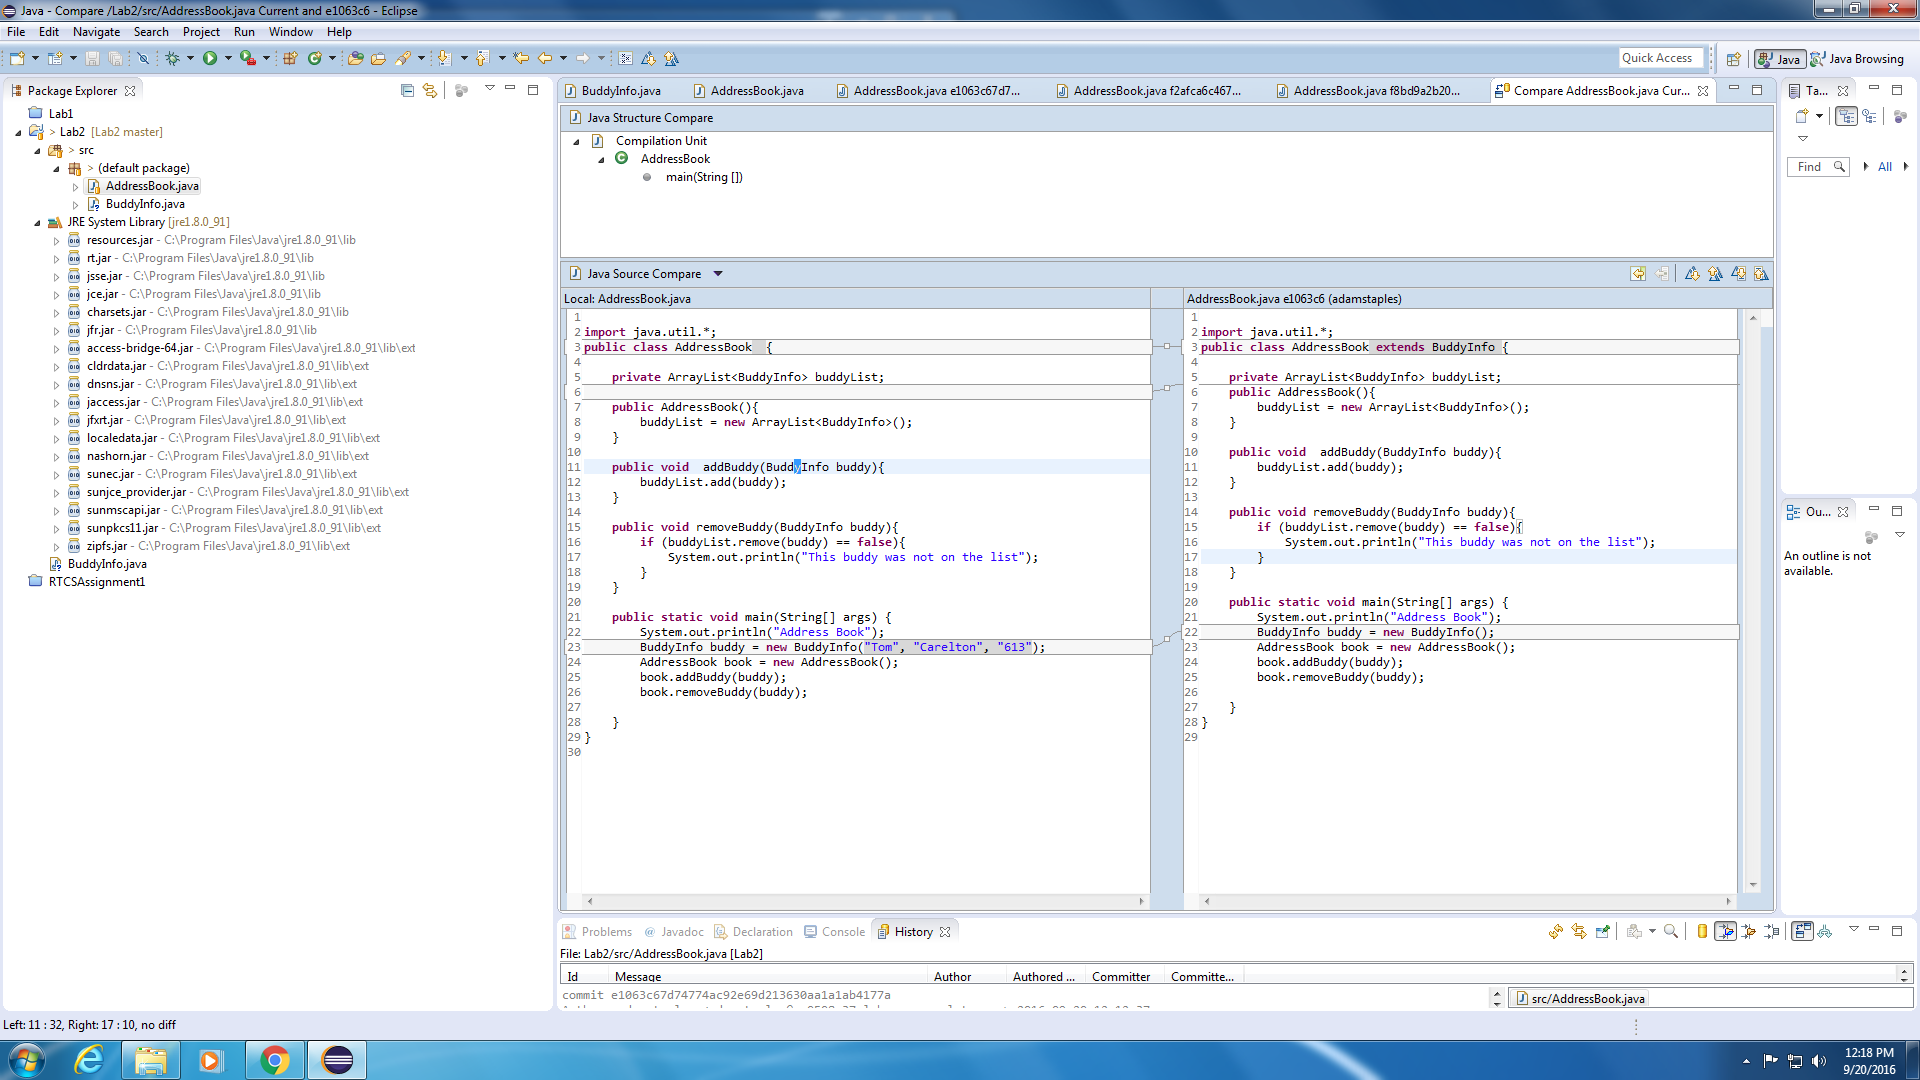 Java - Compare /Lab2/src/AddressBook.java Current and e1063c6 - Eclipse
File Edit Navigate Search Project Run Window Help
Quick Access
Java
Java Browsing
Package Explorer
Lab1
> Lab2 [Lab2 master]
> src
> (default package)
AddressBook.java
BuddyInfo.java
JRE System Library [jre1.8.0_91]
resources.jar - C:\Program Files\Java\jre1.8.0_91\lib
rt.jar - C:\Program Files\Java\jre1.8.0_91\lib
jsse.jar - C:\Program Files\Java\jre1.8.0_91\lib
jce.jar - C:\Program Files\Java\jre1.8.0_91\lib
charsets.jar - C:\Program Files\Java\jre1.8.0_91\lib
jfr.jar - C:\Program Files\Java\jre1.8.0_91\lib
access-bridge-64.jar - C:\Program Files\Java\jre1.8.0_91\lib\ext
cldrdata.jar - C:\Program Files\Java\jre1.8.0_91\lib\ext
dnsns.jar - C:\Program Files\Java\jre1.8.0_91\lib\ext
jaccess.jar - C:\Program Files\Java\jre1.8.0_91\lib\ext
jfxrt.jar - C:\Program Files\Java\jre1.8.0_91\lib\ext
localedata.jar - C:\Program Files\Java\jre1.8.0_91\lib\ext
nashorn.jar - C:\Program Files\Java\jre1.8.0_91\lib\ext
sunec.jar - C:\Program Files\Java\jre1.8.0_91\lib\ext
sunjce_provider.jar - C:\Program Files\Java\jre1.8.0_91\lib\ext
sunmscapi.jar - C:\Program Files\Java\jre1.8.0_91\lib\ext
sunpkcs11.jar - C:\Program Files\Java\jre1.8.0_91\lib\ext
zipfs.jar - C:\Program Files\Java\jre1.8.0_91\lib\ext
BuddyInfo.java
RTCSAssignment1
BuddyInfo.java
AddressBook.java
AddressBook.java e1063c67d7...
AddressBook.java f2afca6c467...
AddressBook.java f8bd9a2b20...
Compare AddressBook.java Cur...
Java Structure Compare
Compilation Unit
AddressBook
main(String [])
Java Source Compare
Local: AddressBook.java
1
2 import java.util.*;
3 public class AddressBook  {
4
5 private ArrayList<BuddyInfo> buddyList;
6
7 public AddressBook(){
8 buddyList = new ArrayList<BuddyInfo>();
9 }
10
11 public void  addBuddy(BuddyInfo buddy){
12 buddyList.add(buddy);
13 }
14
15 public void removeBuddy(BuddyInfo buddy){
16 if (buddyList.remove(buddy) == false){
17 System.out.println("This buddy was not on the list");
18 }
19 }
20
21 public static void main(String[] args) {
22 System.out.println("Address Book");
23 BuddyInfo buddy = new BuddyInfo("Tom", "Carelton", "613");
24 AddressBook book = new AddressBook();
25 book.addBuddy(buddy);
26 book.removeBuddy(buddy);
27
28 }
29 }
30
AddressBook.java e1063c6 (adamstaples)
1
2 import java.util.*;
3 public class AddressBook extends BuddyInfo {
4
5 private ArrayList<BuddyInfo> buddyList;
6 public AddressBook(){
7 buddyList = new ArrayList<BuddyInfo>();
8 }
9
10 public void  addBuddy(BuddyInfo buddy){
11 buddyList.add(buddy);
12 }
13
14 public void removeBuddy(BuddyInfo buddy){
15 if (buddyList.remove(buddy) == false){
16 System.out.println("This buddy was not on the list");
17 }
18 }
19
20 public static void main(String[] args) {
21 System.out.println("Address Book");
22 BuddyInfo buddy = new BuddyInfo();
23 AddressBook book = new AddressBook();
24 book.addBuddy(buddy);
25 book.removeBuddy(buddy);
26
27 }
28 }
29
Ta...
Find
All
Ou...
An outline is not
available.
Problems
@ Javadoc
Declaration
Console
History
File: Lab2/src/AddressBook.java [Lab2]
Id Message Author Authored ... Committer Committe...
commit e1063c67d74774ac92e69d213630aa1a1ab4177a
src/AddressBook.java
Left: 11 : 32, Right: 17 : 10, no diff
12:18 PM
9/20/2016